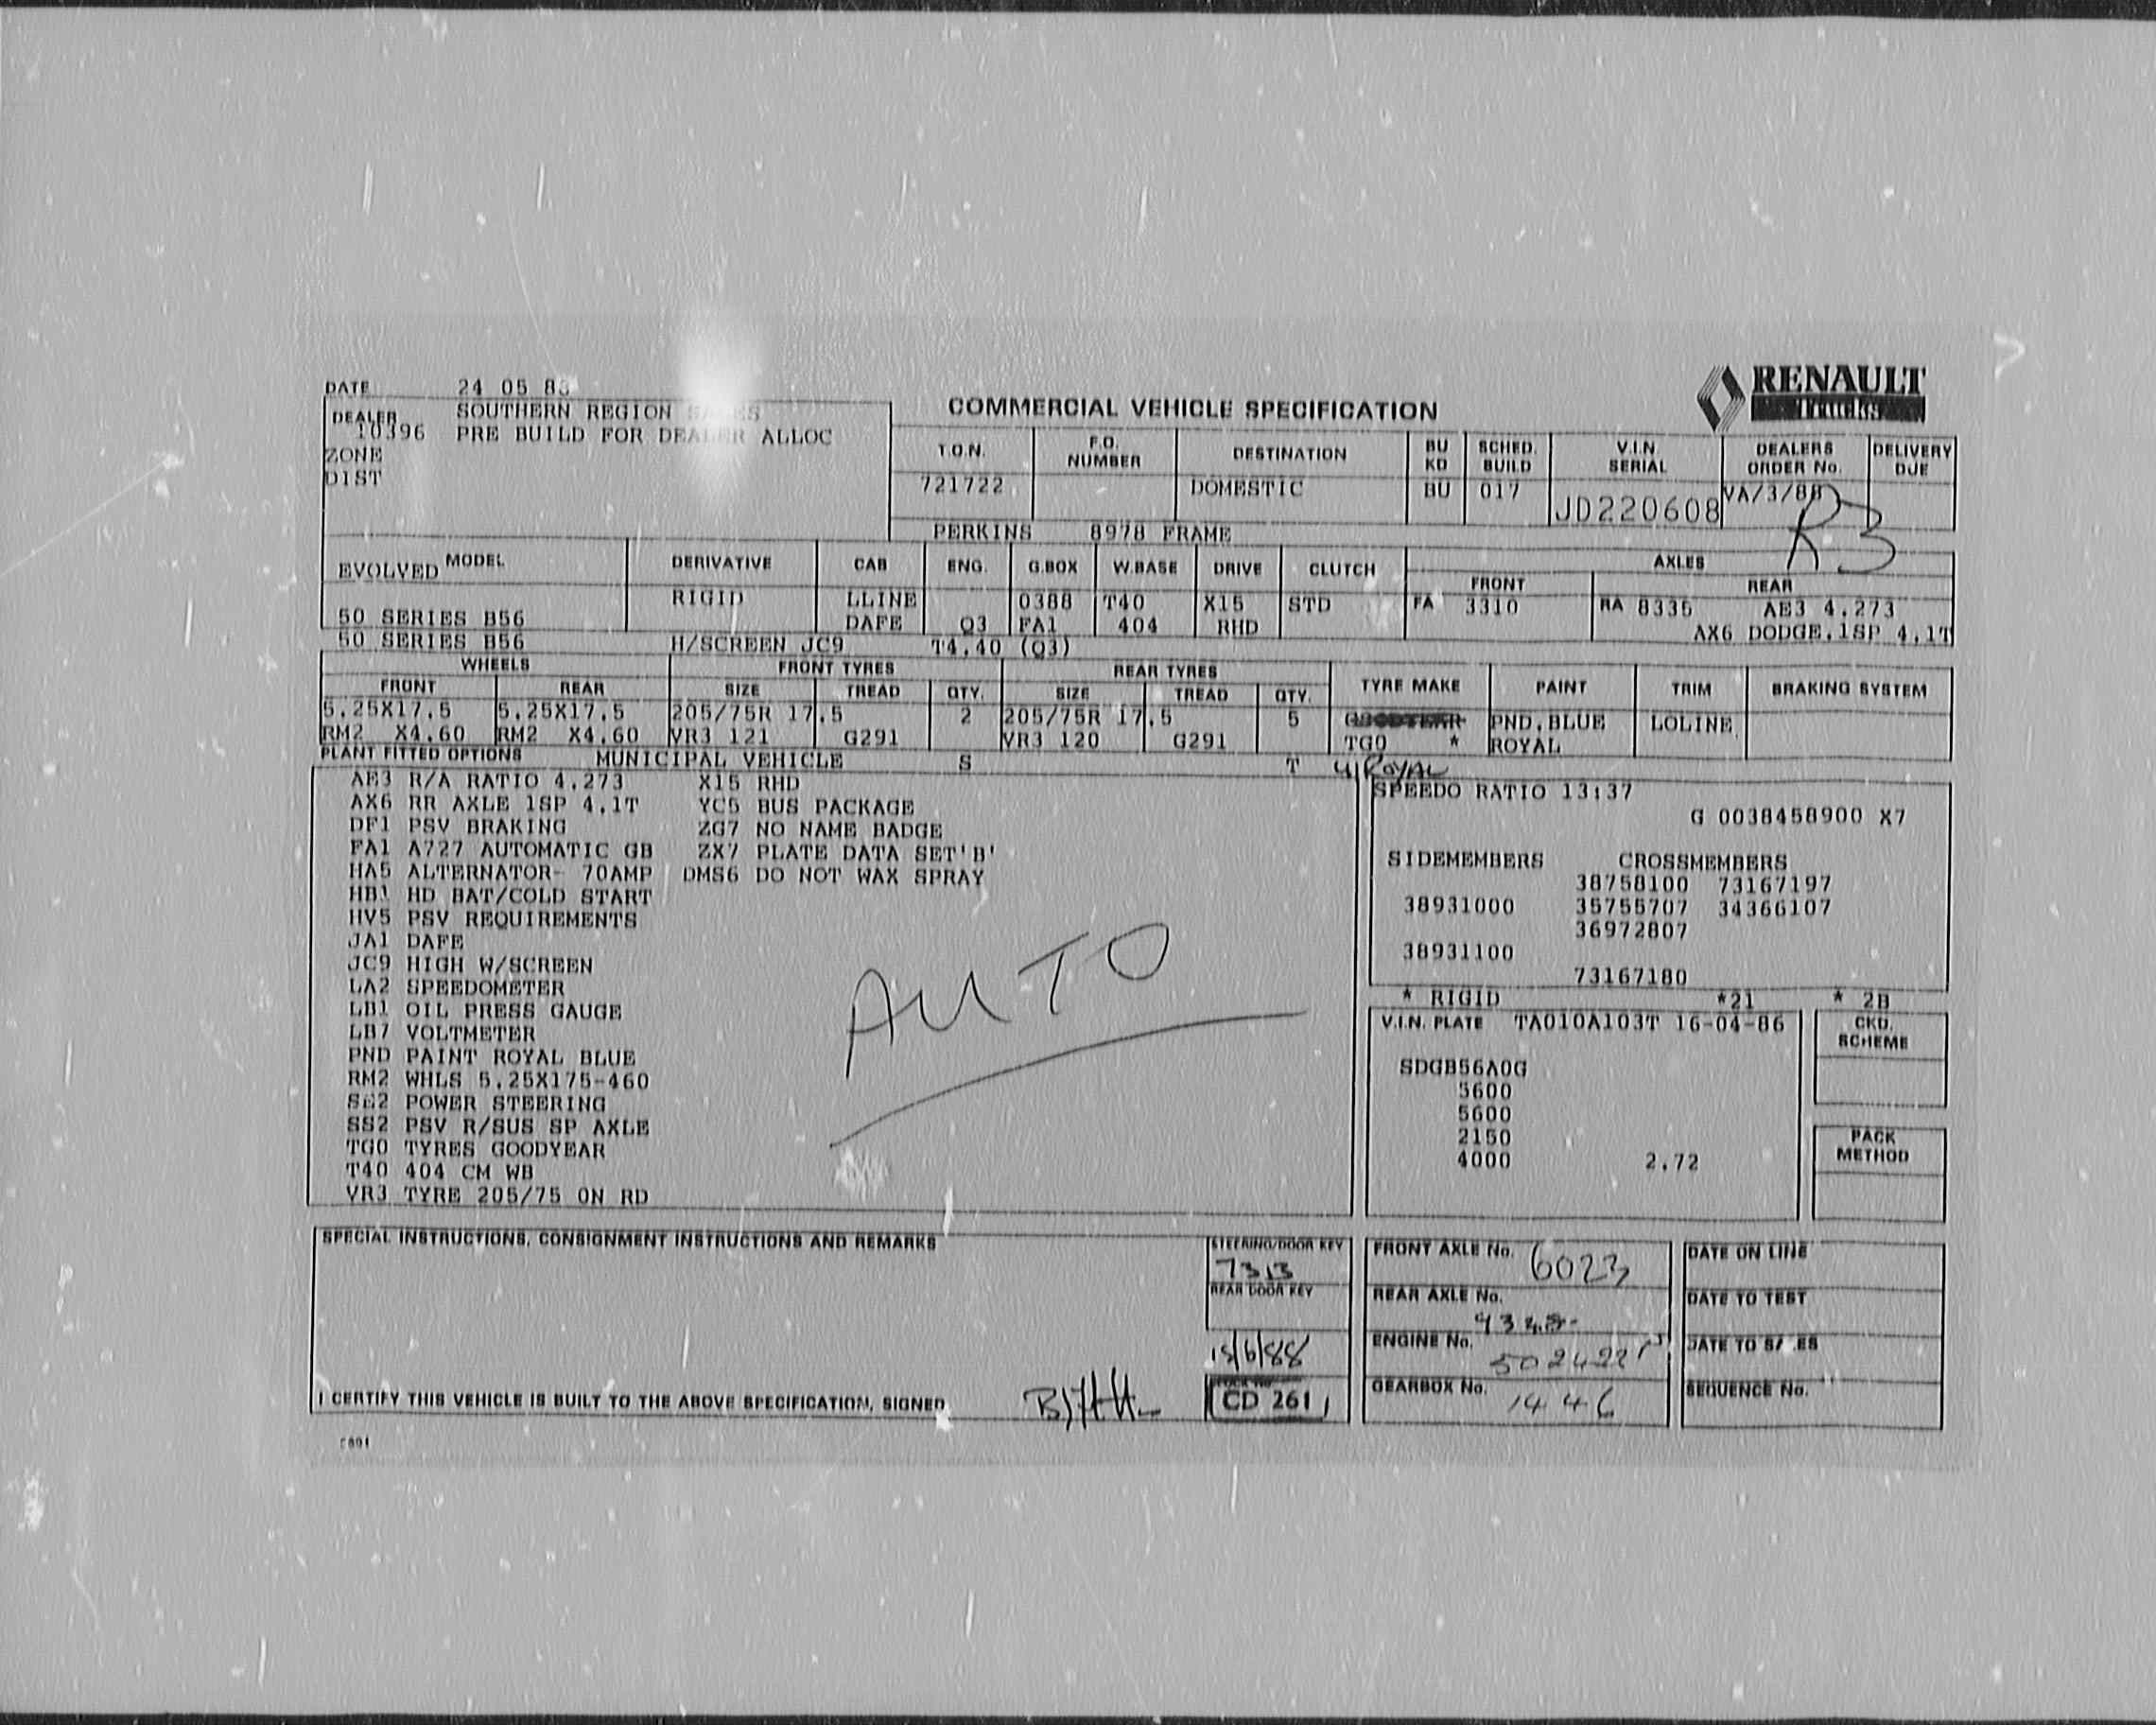 DATE 24 05 88
RENAULT
Trucks
DEALER SOUTHERN REGION SALES
10396 PRE BUILD FOR DEALER ALLOC
COMMERCIAL VEHICLE SPECIFICATION
ZONE
DIST
T.O.N. F.O. NUMBER DESTINATION BU KD SCHED. BUILD V.I.N SERIAL DEALERS ORDER No. DELIVERY DUE
721722 DOMESTIC BU 017 JD220608 VA/3/88
R3
PERKINS 8978 FRAME
EVOLVED MODEL DERIVATIVE CAB ENG. G.BOX W.BASE DRIVE CLUTCH AXLES
FRONT REAR
RIGID LLINE 0388 T40 X15 STD FA 3310 RA 8335 AE3 4.273
50 SERIES B56 DAFE Q3 FA1 404 RHD AX6 DODGE,1SP 4,1T
50 SERIES B56 H/SCREEN JC9 T4.40 (Q3)
WHEELS FRONT TYRES REAR TYRES TYRE MAKE PAINT TRIM BRAKING SYSTEM
FRONT REAR SIZE TREAD QTY. SIZE TREAD QTY.
5.25X17.5 5.25X17.5 205/75R 17.5 2 205/75R 17.5 5 PND,BLUE LOLINE
RM2 X4.60 RM2 X4.60 VR3 121 G291 VR3 120 G291 TG0 * ROYAL
PLANT FITTED OPTIONS MUNICIPAL VEHICLE S T U/ROYAL
AE3 R/A RATIO 4.273 X15 RHD
AX6 RR AXLE 1SP 4.1T YC5 BUS PACKAGE
DF1 PSV BRAKING ZG7 NO NAME BADGE
FA1 A727 AUTOMATIC GB ZX7 PLATE DATA SET'B'
HA5 ALTERNATOR- 70AMP DMS6 DO NOT WAX SPRAY
HB1 HD BAT/COLD START
HV5 PSV REQUIREMENTS
JA1 DAFE
JC9 HIGH W/SCREEN
LA2 SPEEDOMETER
LB1 OIL PRESS GAUGE
LB7 VOLTMETER
PND PAINT ROYAL BLUE
RM2 WHLS 5.25X175-460
SE2 POWER STEERING
SS2 PSV R/SUS SP AXLE
TG0 TYRES GOODYEAR
T40 404 CM WB
VR3 TYRE 205/75 ON RD
AUTO
SPEEDO RATIO 13:37
G 0038458900 X7
SIDEMEMBERS CROSSMEMBERS
38758100 73167197
38931000 35755707 34366107
36972807
38931100
73167180
* RIGID *21 * 2B
V.I.N. PLATE TA010A103T 16-04-86
CKD. SCHEME
SDGB56A0G
5600
5600
2150
4000 2.72
PACK METHOD
SPECIAL INSTRUCTIONS, CONSIGNMENT INSTRUCTIONS AND REMARKS
STEERING/DOOR KEY
7313
REAR DOOR KEY
15/6/88
CD 261
I CERTIFY THIS VEHICLE IS BUILT TO THE ABOVE SPECIFICATION, SIGNED
FRONT AXLE No. 6023
REAR AXLE No.
ENGINE No.
GEARBOX No. 1446
DATE ON LINE
DATE TO TEST
DATE TO SALES
SEQUENCE No.